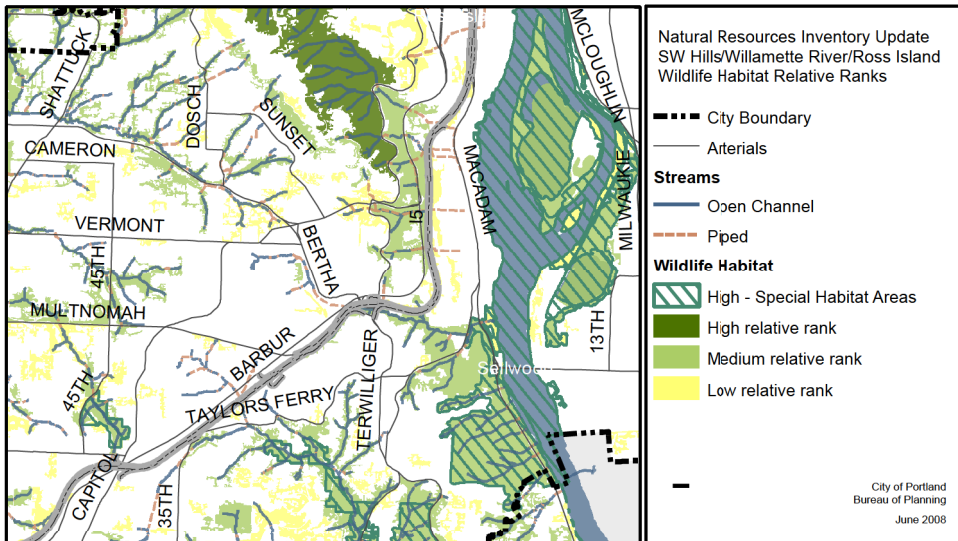 SHATTUCK
DOSCH
SUNSET
CAMERON
MCLOUGHLIN
MACADAM
MILWAUKIE
VERMONT
45TH
BERTHA
I5
MULTNOMAH
BARBUR
13TH
45TH
TAYLORS FERRY
TERWILLIGER
CAPITOL
35TH
Natural Resources Inventory Update
SW Hills/Willamette River/Ross Island
Wildlife Habitat Relative Ranks
City Boundary
Arterials
Streams
Open Channel
Piped
Wildlife Habitat
High - Special Habitat Areas
High relative rank
Medium relative rank
Low relative rank
City of Portland
Bureau of Planning
June 2008